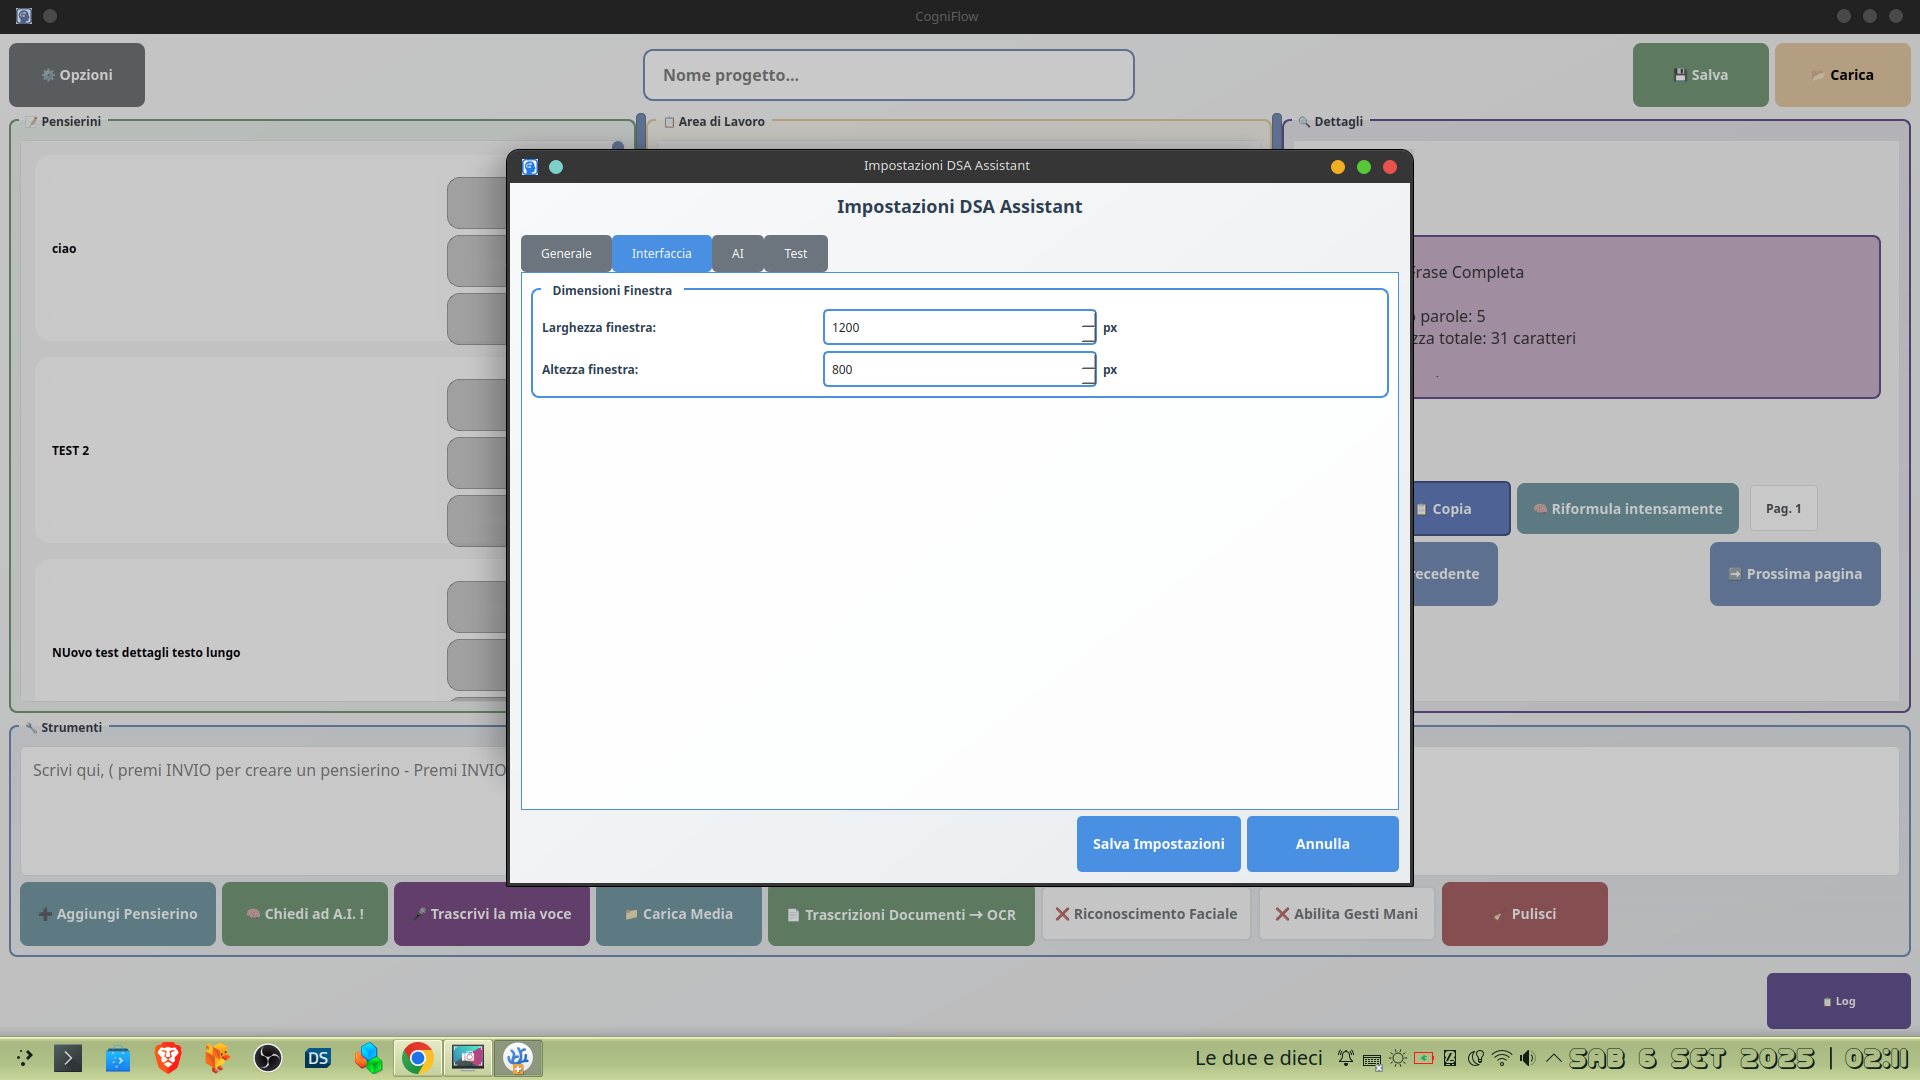 CogniFlow
Opzioni
Nome progetto...
Salva
Carica
Pensierini
Area di Lavoro
Dettagli
ciao
TEST 2
NUovo test dettagli testo lungo
Impostazioni DSA Assistant
Impostazioni DSA Assistant
Generale
Interfaccia
AI
Test
Dimensioni Finestra
Larghezza finestra:
1200
px
Altezza finestra:
800
px
Salva Impostazioni
Annulla
Frase Completa
parole: 5
zza totale: 31 caratteri
Copia
Riformula intensamente
Pag. 1
recedente
Prossima pagina
Strumenti
Scrivi qui, ( premi INVIO per creare un pensierino - Premi INVIO
Aggiungi Pensierino
Chiedi ad A.I. !
Trascrivi la mia voce
Carica Media
Trascrizioni Documenti → OCR
Riconoscimento Faciale
Abilita Gesti Mani
Pulisci
Log
DS
Le due e dieci
SAB 6 SET 2025 | 02:11